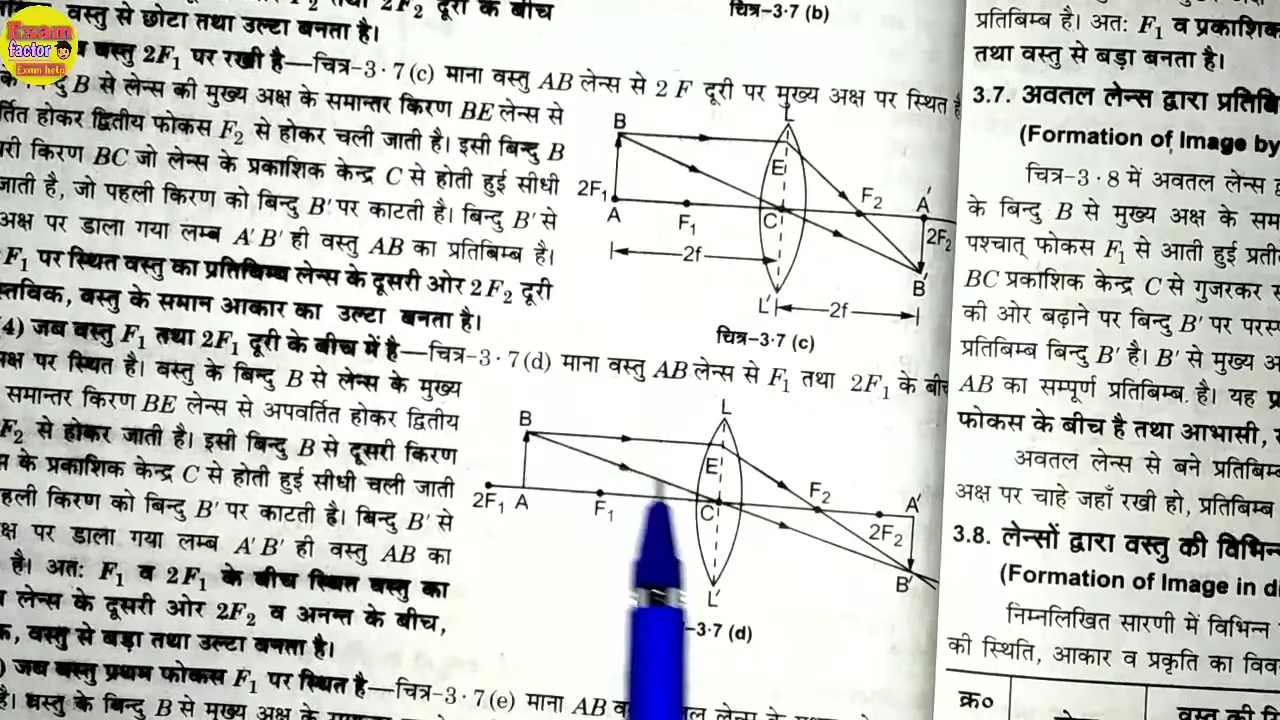 Exam
factor
Exam help
वस्तु से छोटा तथा उल्टा बनता है।
वस्तु 2F₁ पर रखी है—चित्र-3·7(c) माना वस्तु AB लेन्स से 2F दूरी पर मुख्य अक्ष पर स्थित है
B से लेन्स की मुख्य अक्ष के समान्तर किरण BE लेन्स से
होकर द्वितीय फोकस F₂ से होकर चली जाती है। इसी बिन्दु B
किरण BC जो लेन्स के प्रकाशिक केन्द्र C से होती हुई सीधी
जाती है, जो पहली किरण को बिन्दु B′ पर काटती है। बिन्दु B′ से
अक्ष पर डाला गया लम्ब A′B′ ही वस्तु AB का प्रतिबिम्ब है।
F₁ पर स्थित वस्तु का प्रतिबिम्ब लेन्स के दूसरी ओर 2F₂ दूरी
वस्तु के समान आकार का उल्टा बनता है।
(4) जब वस्तु F₁ तथा 2F₁ दूरी के बीच में है—चित्र-3·7(d) माना वस्तु AB लेन्स से F₁ तथा 2F₁ के बीच
पर स्थित है। वस्तु के बिन्दु B से लेन्स के मुख्य
समान्तर किरण BE लेन्स से अपवर्तित होकर द्वितीय
F₂ से होकर जाती है। इसी बिन्दु B से दूसरी किरण
के प्रकाशिक केन्द्र C से होती हुई सीधी चली जाती
किरण को बिन्दु B′ पर काटती है। बिन्दु B′ से
पर डाला गया लम्ब A′B′ ही वस्तु AB का
है। अतः F₁ व 2F₁ के बीच स्थित वस्तु का
लेन्स के दूसरी ओर 2F₂ व अनन्त के बीच,
वस्तु से बड़ा तथा उल्टा बनता है।
जब वस्तु प्रथम फोकस F₁ पर स्थित है—चित्र-3·7(e) माना AB
है। वस्तु के बिन्दु B से मुख्य अक्ष के
चित्र-3·7 (b)
B
L
E
2F₁
A
F₁
C
F₂
A′
2F₂
B′
2f
L′
2f
चित्र-3·7 (c)
B
L
E
2F₁
A
F₁
C
F₂
2F₂
A′
B′
L′
-3·7 (d)
प्रतिबिम्ब है। अतः F₁ व
तथा वस्तु से बड़ा बनता है।
3.7. अवतल लेन्स द्वारा
(Formation of Image by
चित्र-3·8 में अवतल लेन्स
के बिन्दु B से मुख्य अक्ष के
पश्चात् फोकस F₁ से आती हुई
BC प्रकाशिक केन्द्र C से गुजरकर
की ओर बढ़ाने पर बिन्दु B′ पर
प्रतिबिम्ब बिन्दु B′ है। B′ से मुख्य
AB का सम्पूर्ण प्रतिबिम्ब है। यह
फोकस के बीच है तथा आभासी,
अवतल लेन्स से बने
अक्ष पर चाहे जहाँ रखी हो, प्रतिबिम्ब
3.8. लेन्सों द्वारा वस्तु की
(Formation of Image in
निम्नलिखित सारणी में विभिन्न
की स्थिति, आकार व प्रकृति का
क्र०
वस्तु की